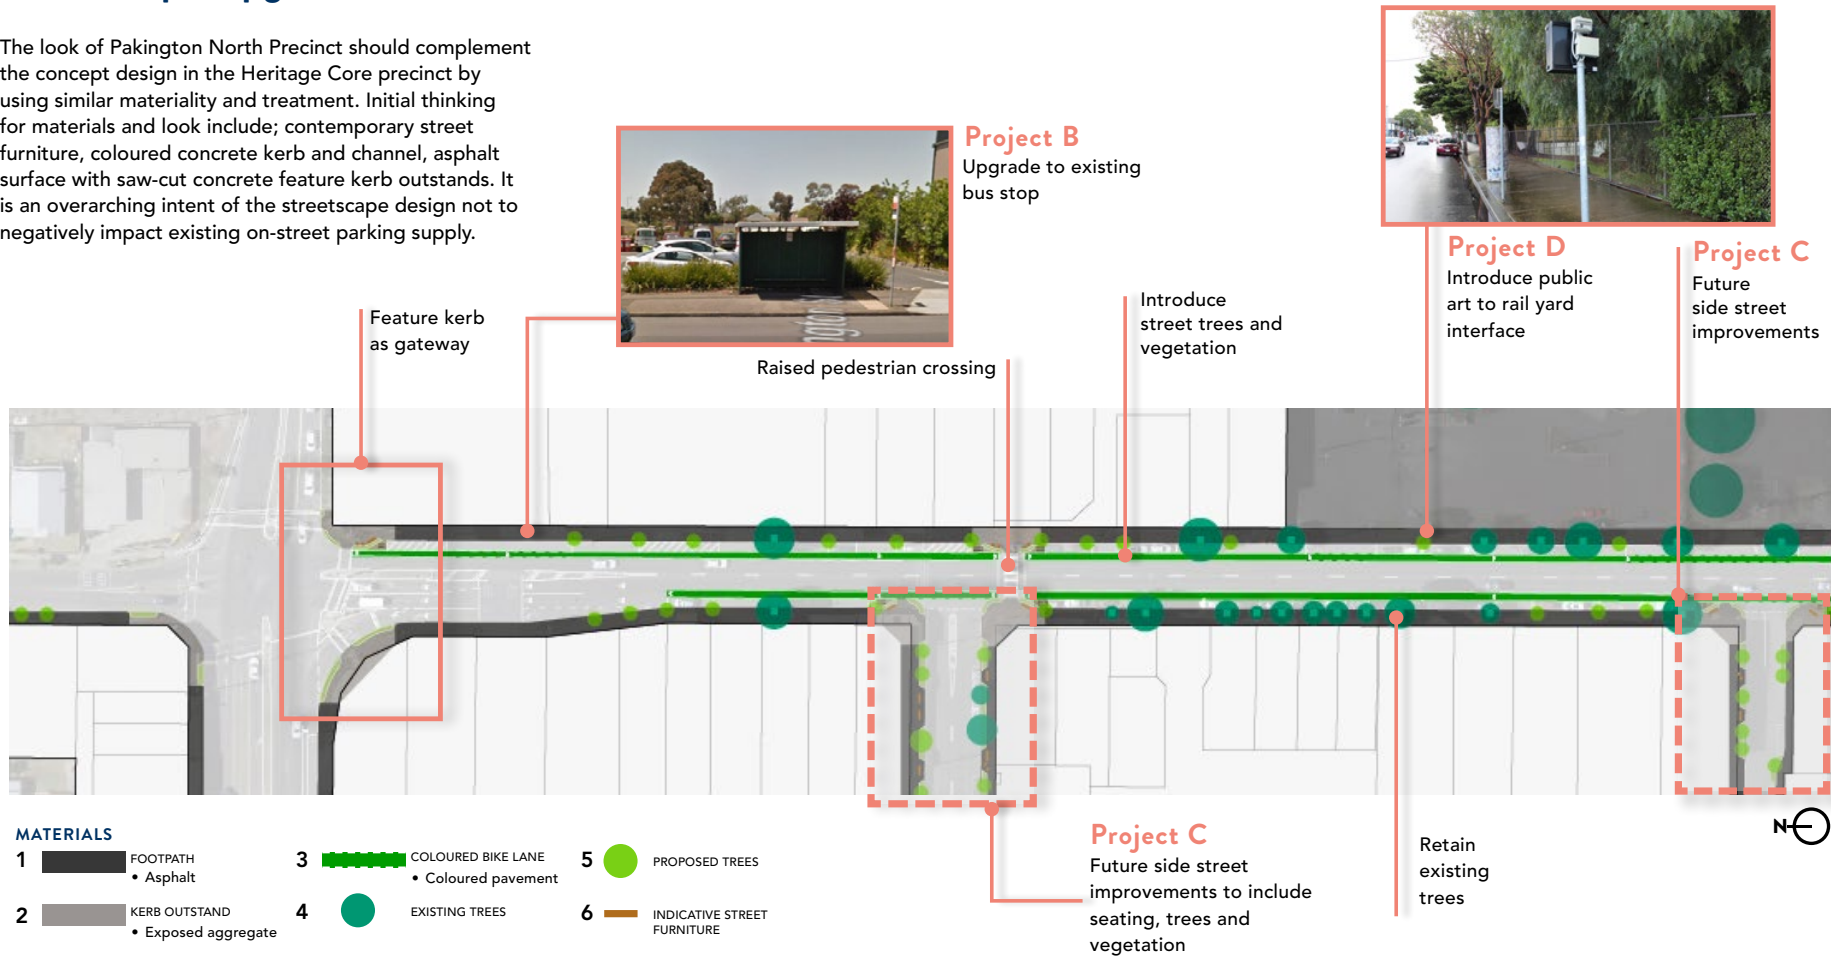 The look of Pakington North Precinct should complement
the concept design in the Heritage Core precinct by
using similar materiality and treatment. Initial thinking
for materials and look include; contemporary street
furniture, coloured concrete kerb and channel, asphalt
surface with saw-cut concrete feature kerb outstands. It
is an overarching intent of the streetscape design not to
negatively impact existing on-street parking supply.
Project B
Upgrade to existing
bus stop
Project D
Introduce public
art to rail yard
interface
Project C
Future
side street
improvements
Feature kerb
as gateway
Raised pedestrian crossing
Introduce
street trees and
vegetation
N
MATERIALS
1 FOOTPATH
• Asphalt
2 KERB OUTSTAND
• Exposed aggregate
3 COLOURED BIKE LANE
• Coloured pavement
4 EXISTING TREES
5 PROPOSED TREES
6 INDICATIVE STREET
FURNITURE
Project C
Future side street
improvements to include
seating, trees and
vegetation
Retain
existing
trees